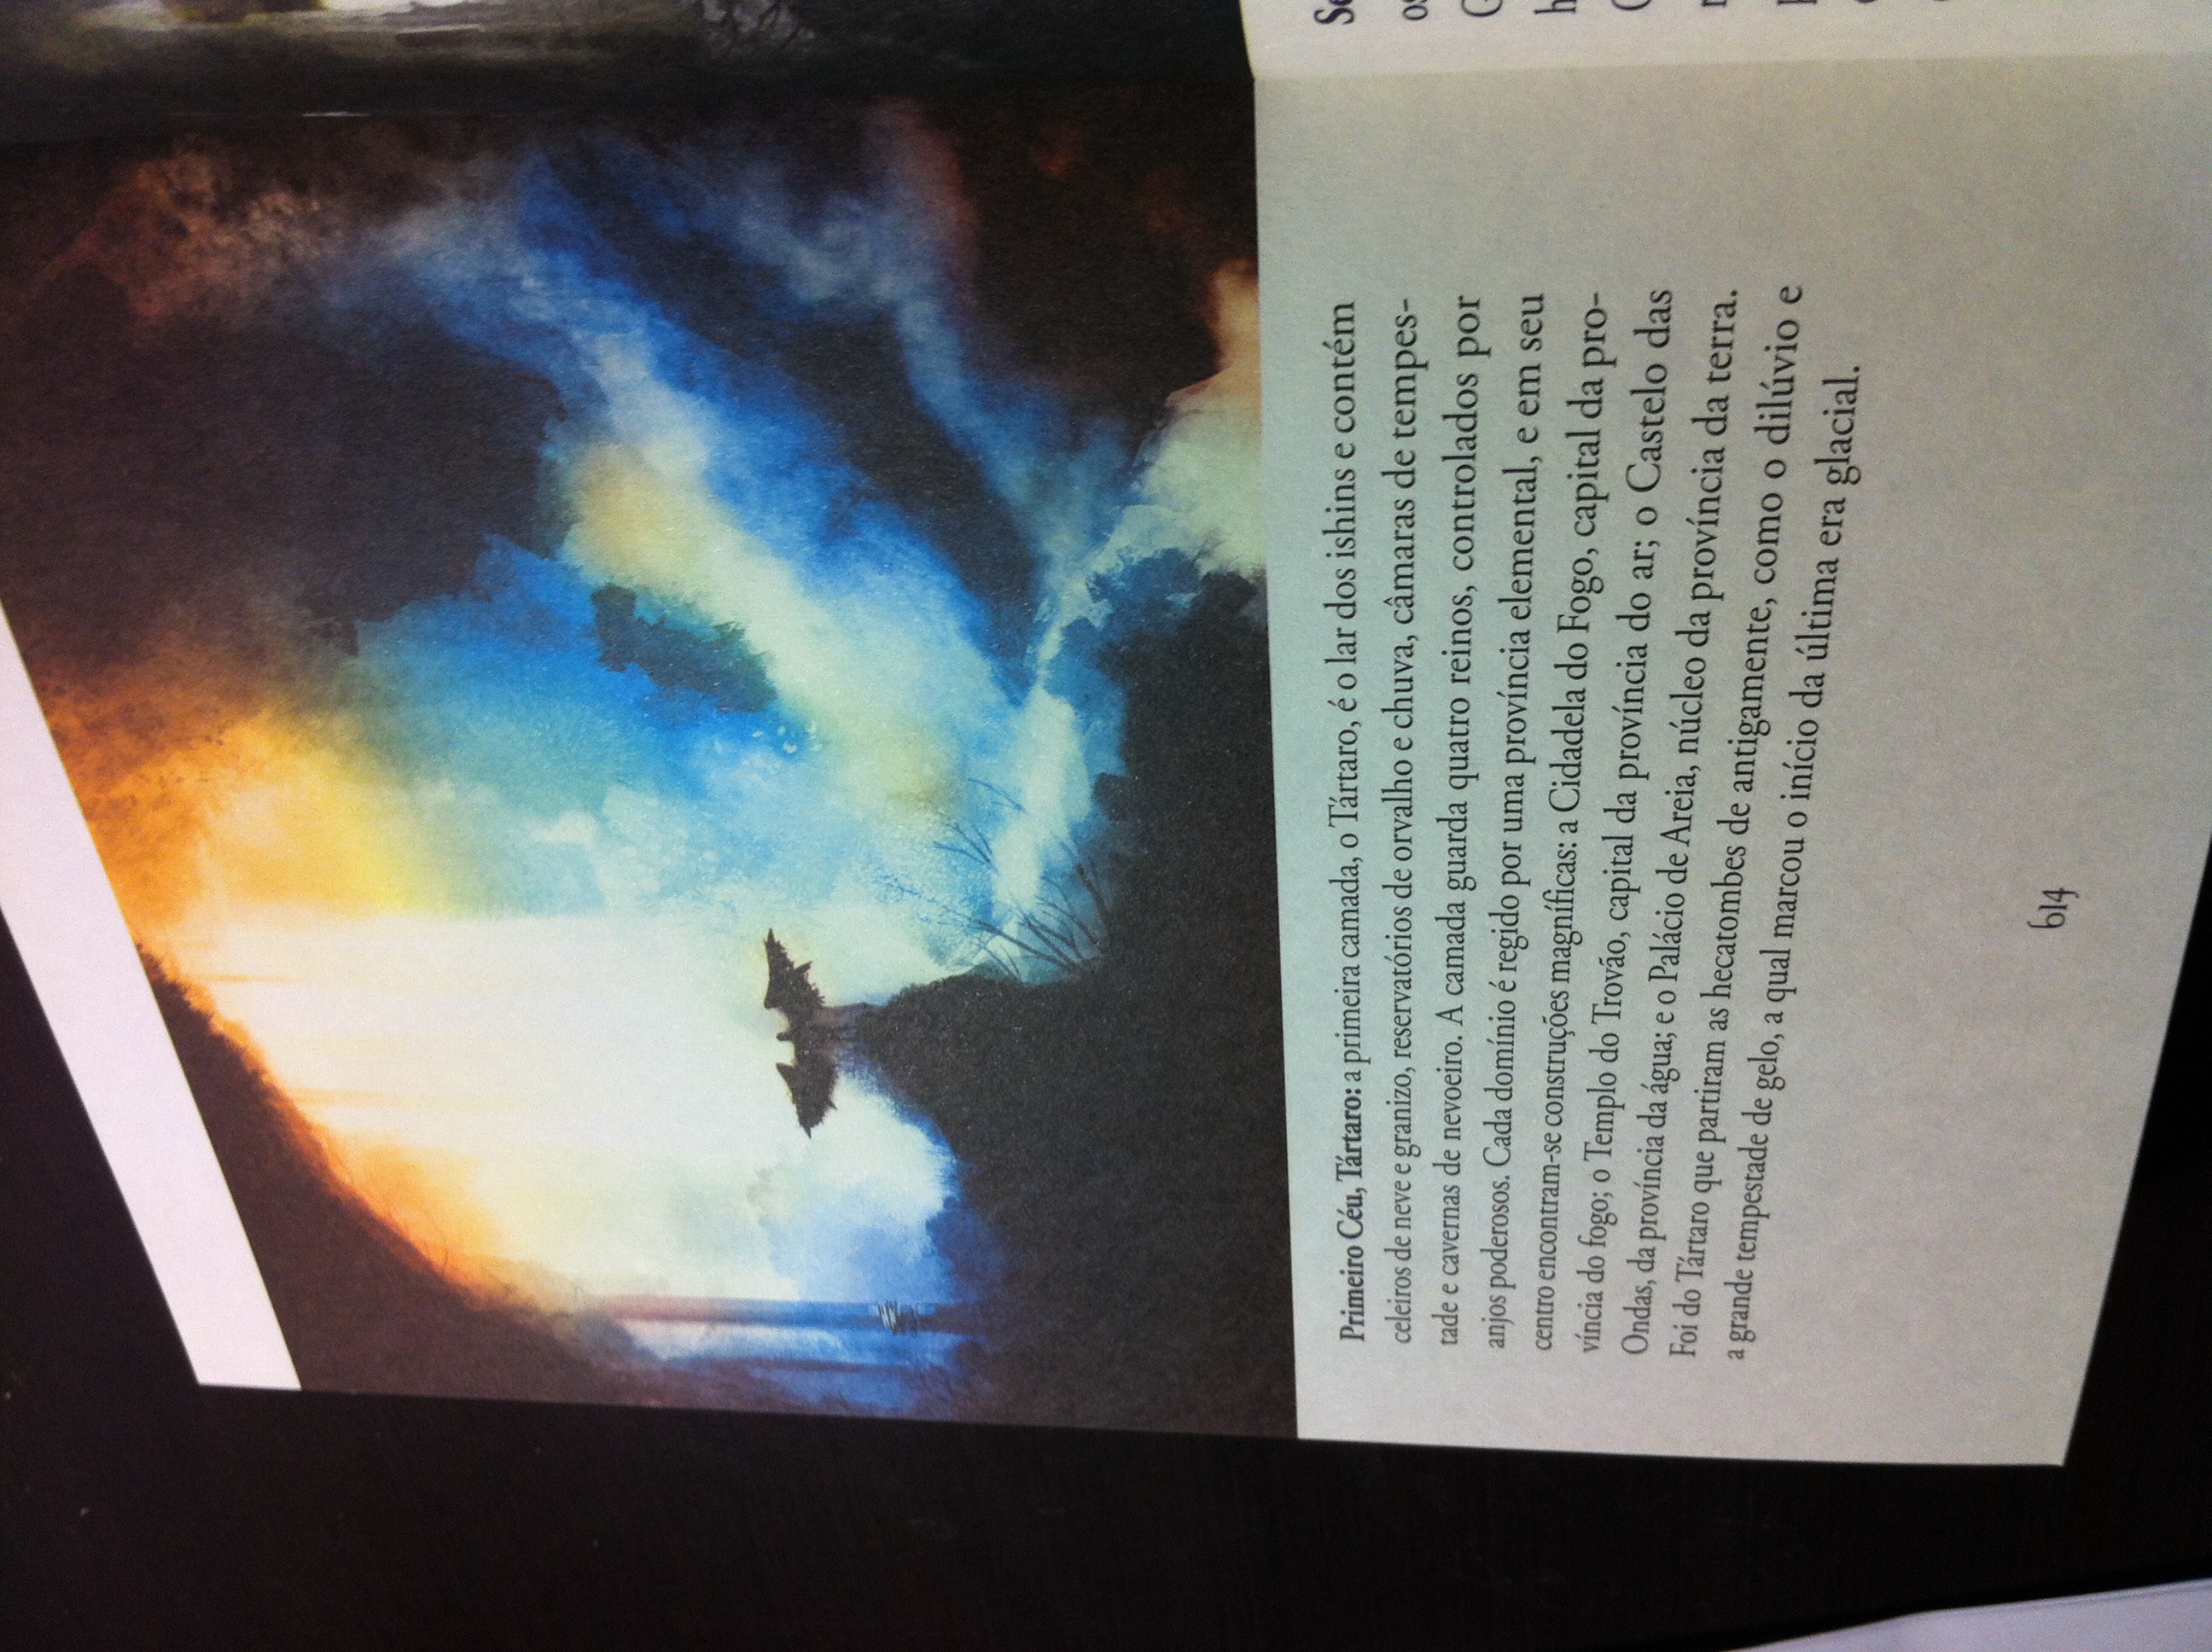 Primeiro Céu, Tártaro: a primeira camada, o Tártaro, é o lar dos ishins e contém
celeiros de neve e granizo, reservatórios de orvalho e chuva, câmaras de tempes-
tade e cavernas de nevoeiro. A camada guarda quatro reinos, controlados por
anjos poderosos. Cada domínio é regido por uma província elemental, e em seu
centro encontram-se construções magníficas: a Cidadela do Fogo, capital da pro-
víncia do fogo; o Templo do Trovão, capital da província do ar; o Castelo das
Ondas, da província da água; e o Palácio de Areia, núcleo da província da terra.
Foi do Tártaro que partiram as hecatombes de antigamente, como o dilúvio e
a grande tempestade de gelo, a qual marcou o início da última era glacial.
614